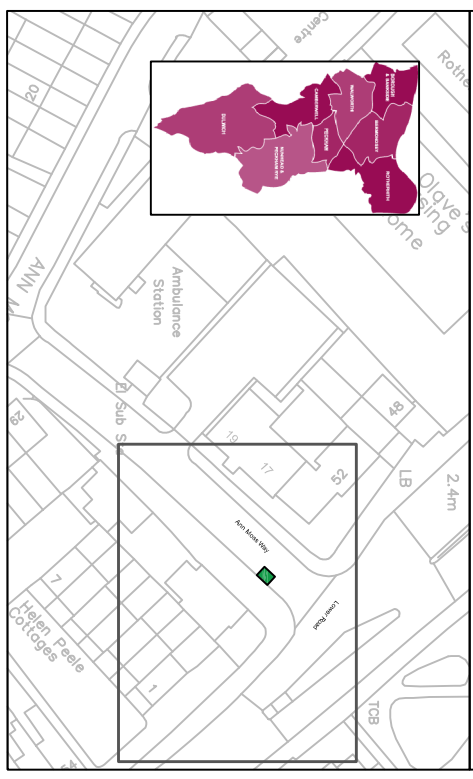 Centre
Rothe
20
BOROUGH
& BANKSIDE
WALWORTH
BERMONDSEY
CAMBERWELL
PECKHAM
ROTHERHITHE
DULWICH
NUNHEAD &
PECKHAM RYE
Olave's
sing
ome
ANN M
Ambulance
Station
Sub S
48
52
19
17
LB
2.4m
29
Ann Moss Way
Lower Road
7
1
Helen Peele
Cottages
TCB